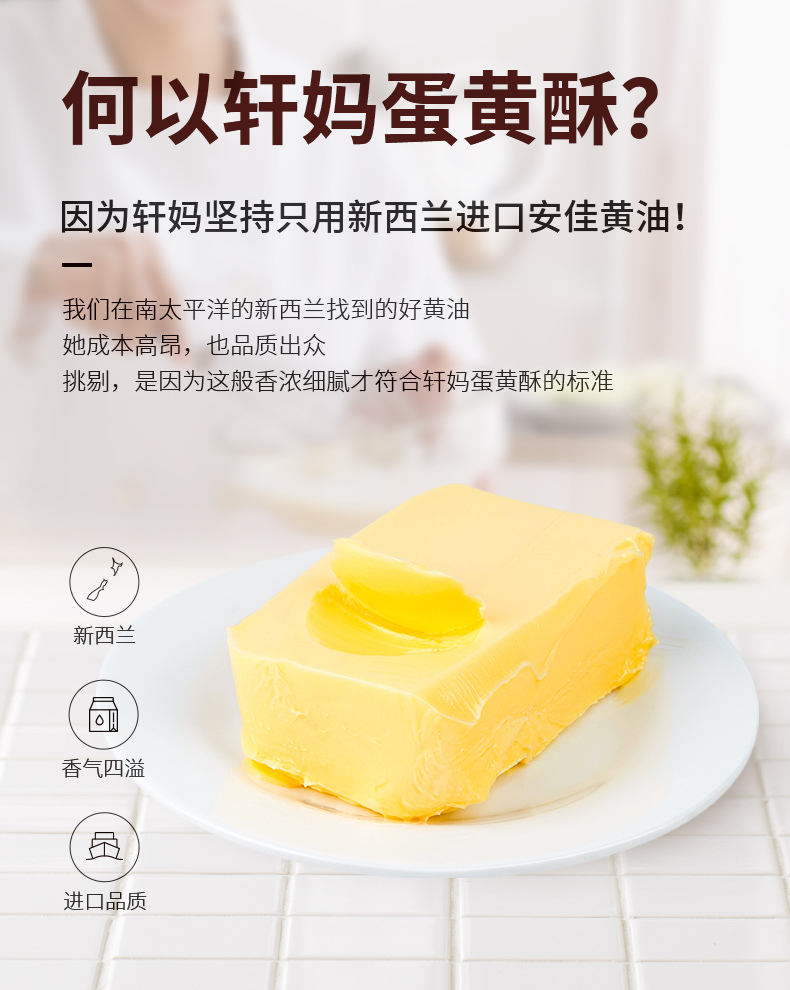 何以轩妈蛋黄酥？
因为轩妈坚持只用新西兰进口安佳黄油！
我们在南太平洋的新西兰找到的好黄油
她成本高昂，也品质出众
挑剔，是因为这般香浓细腻才符合轩妈蛋黄酥的标准
新西兰
香气四溢
进口品质